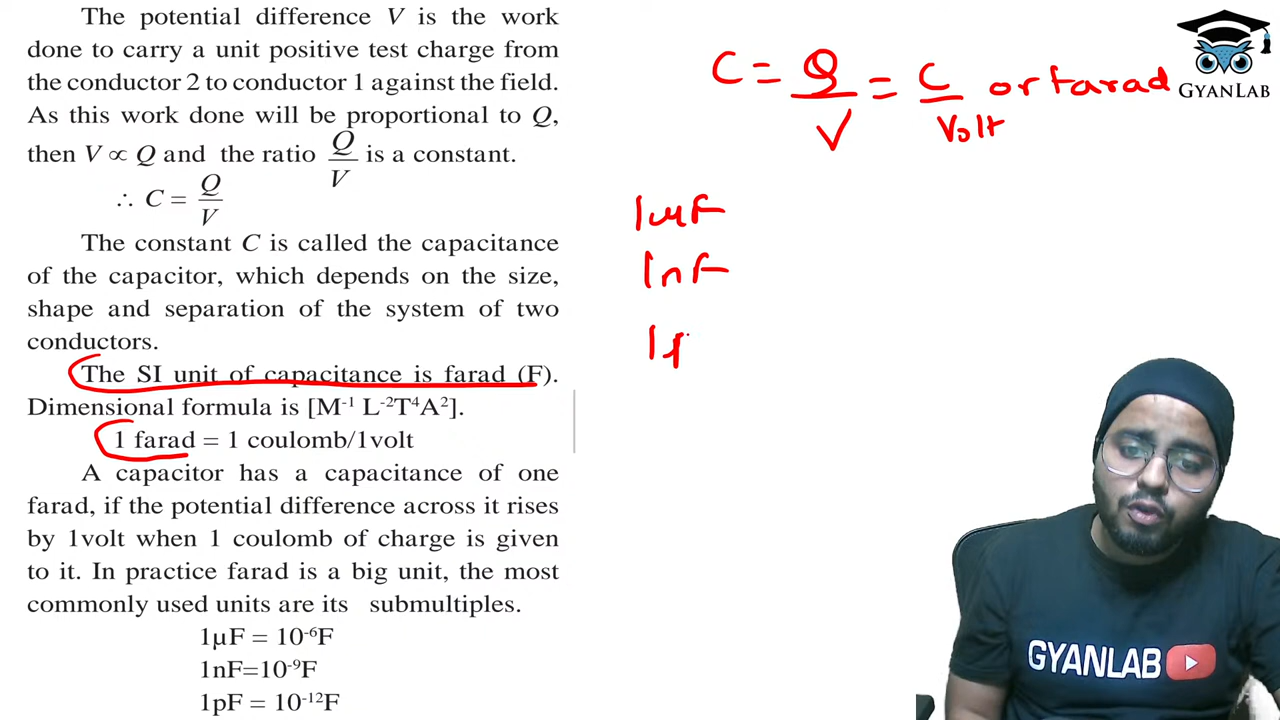 The potential difference V is the work
done to carry a unit positive test charge from
the conductor 2 to conductor 1 against the field.
As this work done will be proportional to Q,
then V ∝ Q and the ratio Q/V is a constant.
∴ C = Q/V
The constant C is called the capacitance
of the capacitor, which depends on the size,
shape and separation of the system of two
conductors.
The SI unit of capacitance is farad (F).
Dimensional formula is [M⁻¹ L⁻²T⁴A²].
1 farad = 1 coulomb/1volt
A capacitor has a capacitance of one
farad, if the potential difference across it rises
by 1volt when 1 coulomb of charge is given
to it. In practice farad is a big unit, the most
commonly used units are its submultiples.
1µF = 10⁻⁶F
1nF=10⁻⁹F
1pF = 10⁻¹²F
C = Q/V = C/Volt or farad
1µF
1nF
1p
GYANLAB
GYANLAB